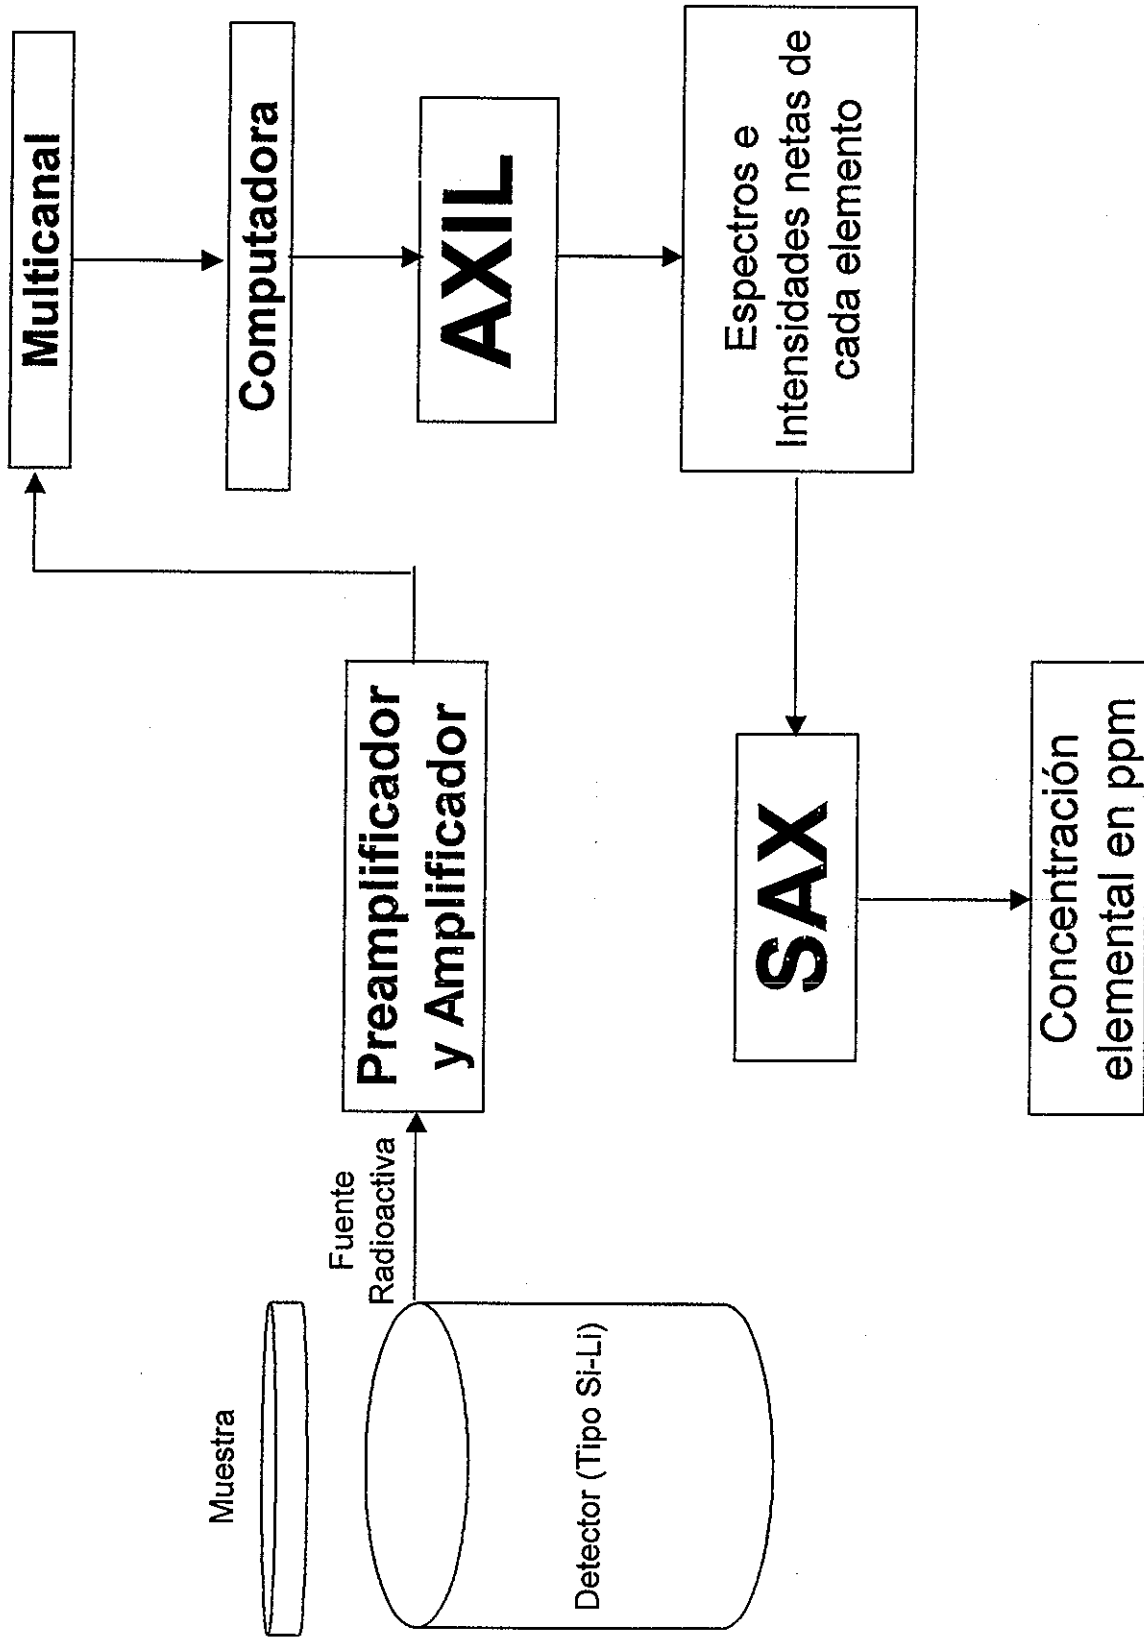 Muestra
Fuente
Radioactiva
Detector (Tipo Si-Li)
Preamplificador
y Amplificador
Multicanal
Computadora
AXIL
Espectros e
Intensidades netas de
cada elemento
SAX
Concentración
elemental en ppm